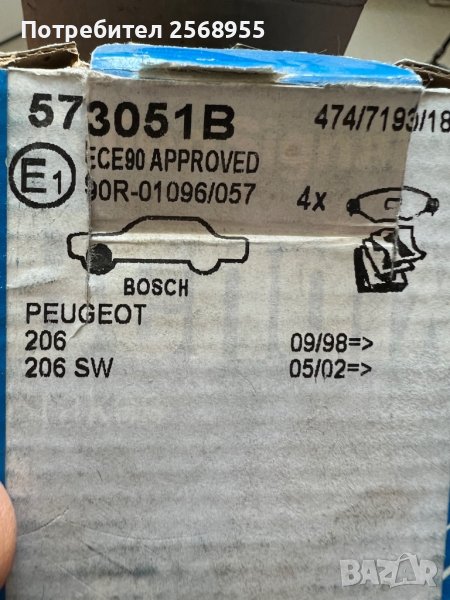 Потребител 2568955
573051B 474/7193/18
E1 ECE90 APPROVED
90R-01096/057 4x
BOSCH
PEUGEOT
206 09/98=>
206 SW 05/02=>
BAZAR